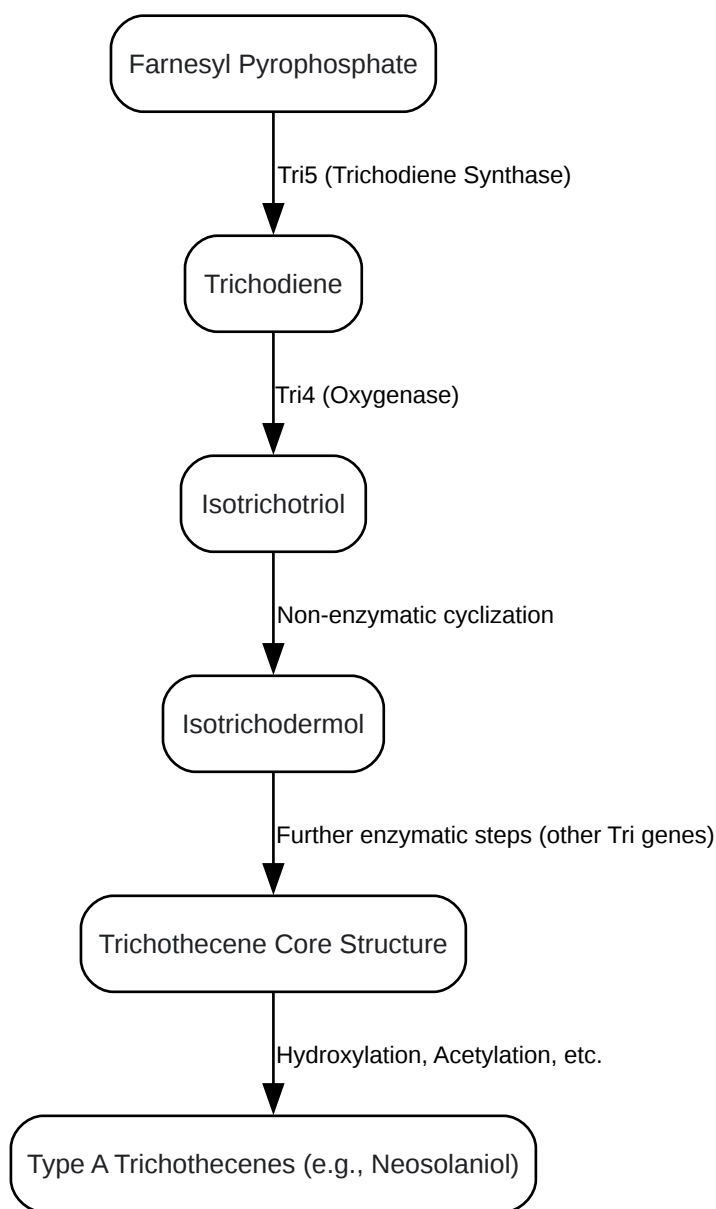 Farnesyl Pyrophosphate
Tri5 (Trichodiene Synthase)
Trichodiene
Tri4 (Oxygenase)
Isotrichotriol
Non-enzymatic cyclization
Isotrichodermol
Further enzymatic steps (other Tri genes)
Trichothecene Core Structure
Hydroxylation, Acetylation, etc.
Type A Trichothecenes (e.g., Neosolaniol)